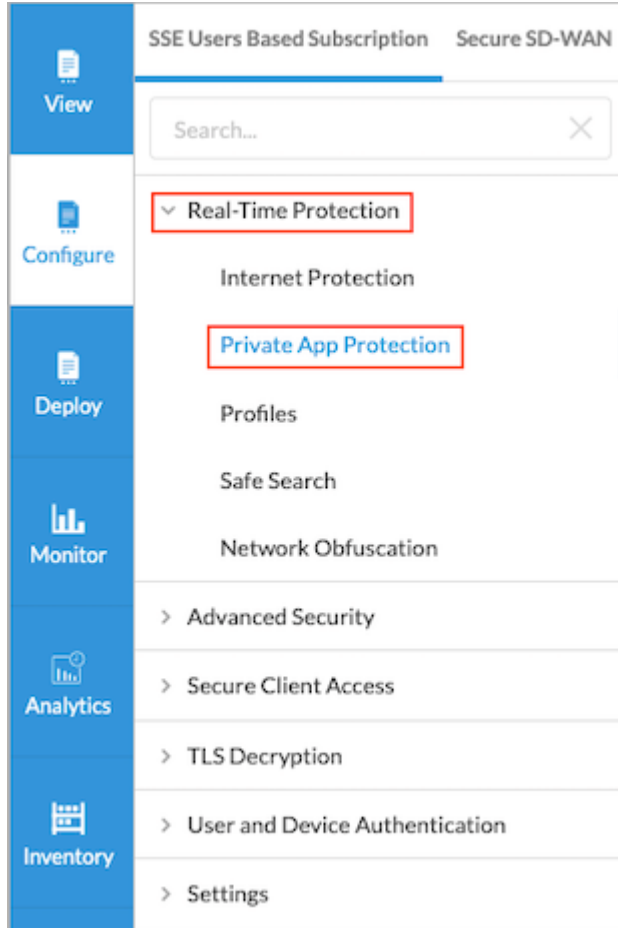 SSE Users Based Subscription
Secure SD-WAN
View
Search...
Real-Time Protection
Configure
Internet Protection
Private App Protection
Deploy
Profiles
Safe Search
Monitor
Network Obfuscation
Advanced Security
Analytics
Secure Client Access
TLS Decryption
Inventory
User and Device Authentication
Settings